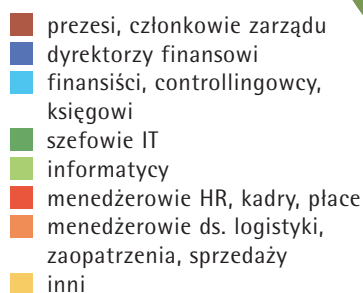 prezesi, członkowie zarządu
dyrektorzy finansowi
finansiści, controllingowcy,
księgowi
szefowie IT
informatycy
menedżerowie HR, kadry, płace
menedżerowie ds. logistyki,
zaopatrzenia, sprzedaży
inni